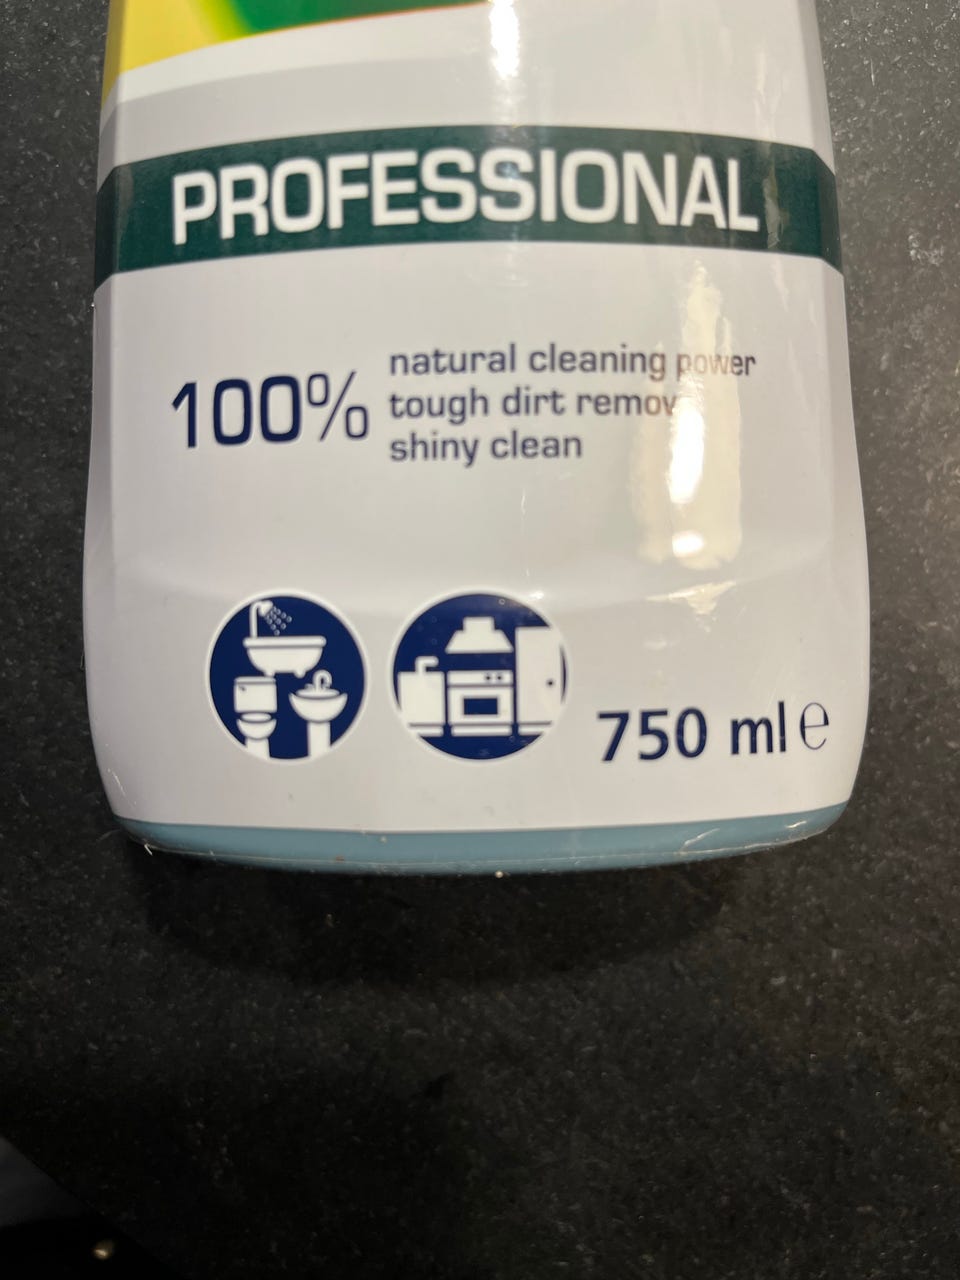 PROFESSIONAL
100%
natural cleaning power
tough dirt
shiny clean
750 ml ℮